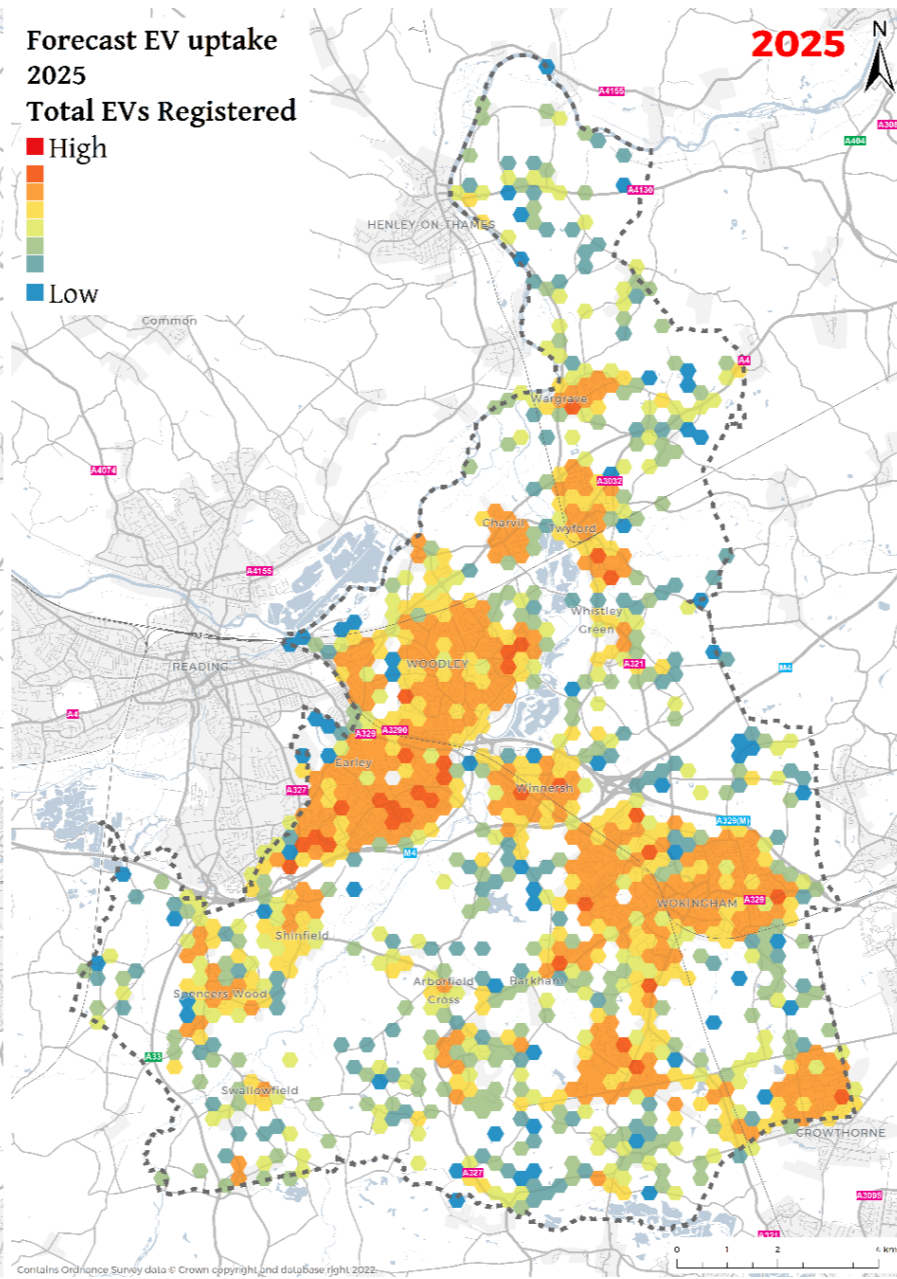 Forecast EV uptake
2025
Total EVs Registered
High
Low
2025
N
A4155
A404
A4130
HENLEY-ON-THAMES
Common
A4
Wargrave
A4074
A3032
Charvil
Twyford
A4155
Whistley
Green
READING
WOODLEY
A321
M4
A4
A329
A3290
Earley
A327
Winnersh
A329(M)
M4
WOKINGHAM
A329
Shinfield
Spencers Wood
Arborfield
Cross
Barkham
A33
Swallowfield
CROWTHORNE
A327
A3095
A321
0 1 2 4 km
Contains Ordnance Survey data © Crown copyright and database right 2022